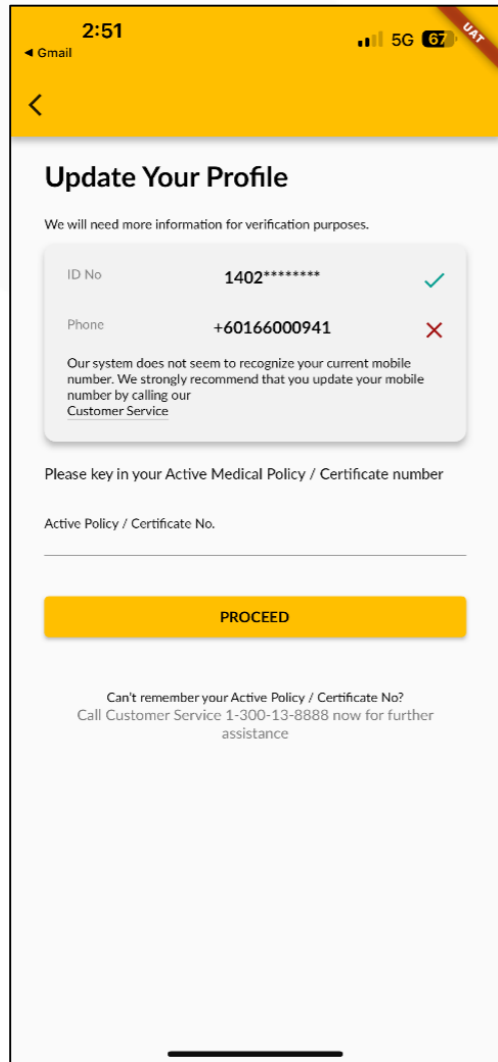 2:51
5G 67
UAT
◀ Gmail
Update Your Profile
We will need more information for verification purposes.
ID No 1402********
Phone +60166000941
Our system does not seem to recognize your current mobile
number. We strongly recommend that you update your mobile
number by calling our
Customer Service
Please key in your Active Medical Policy / Certificate number
Active Policy / Certificate No.
PROCEED
Can't remember your Active Policy / Certificate No?
Call Customer Service 1-300-13-8888 now for further
assistance